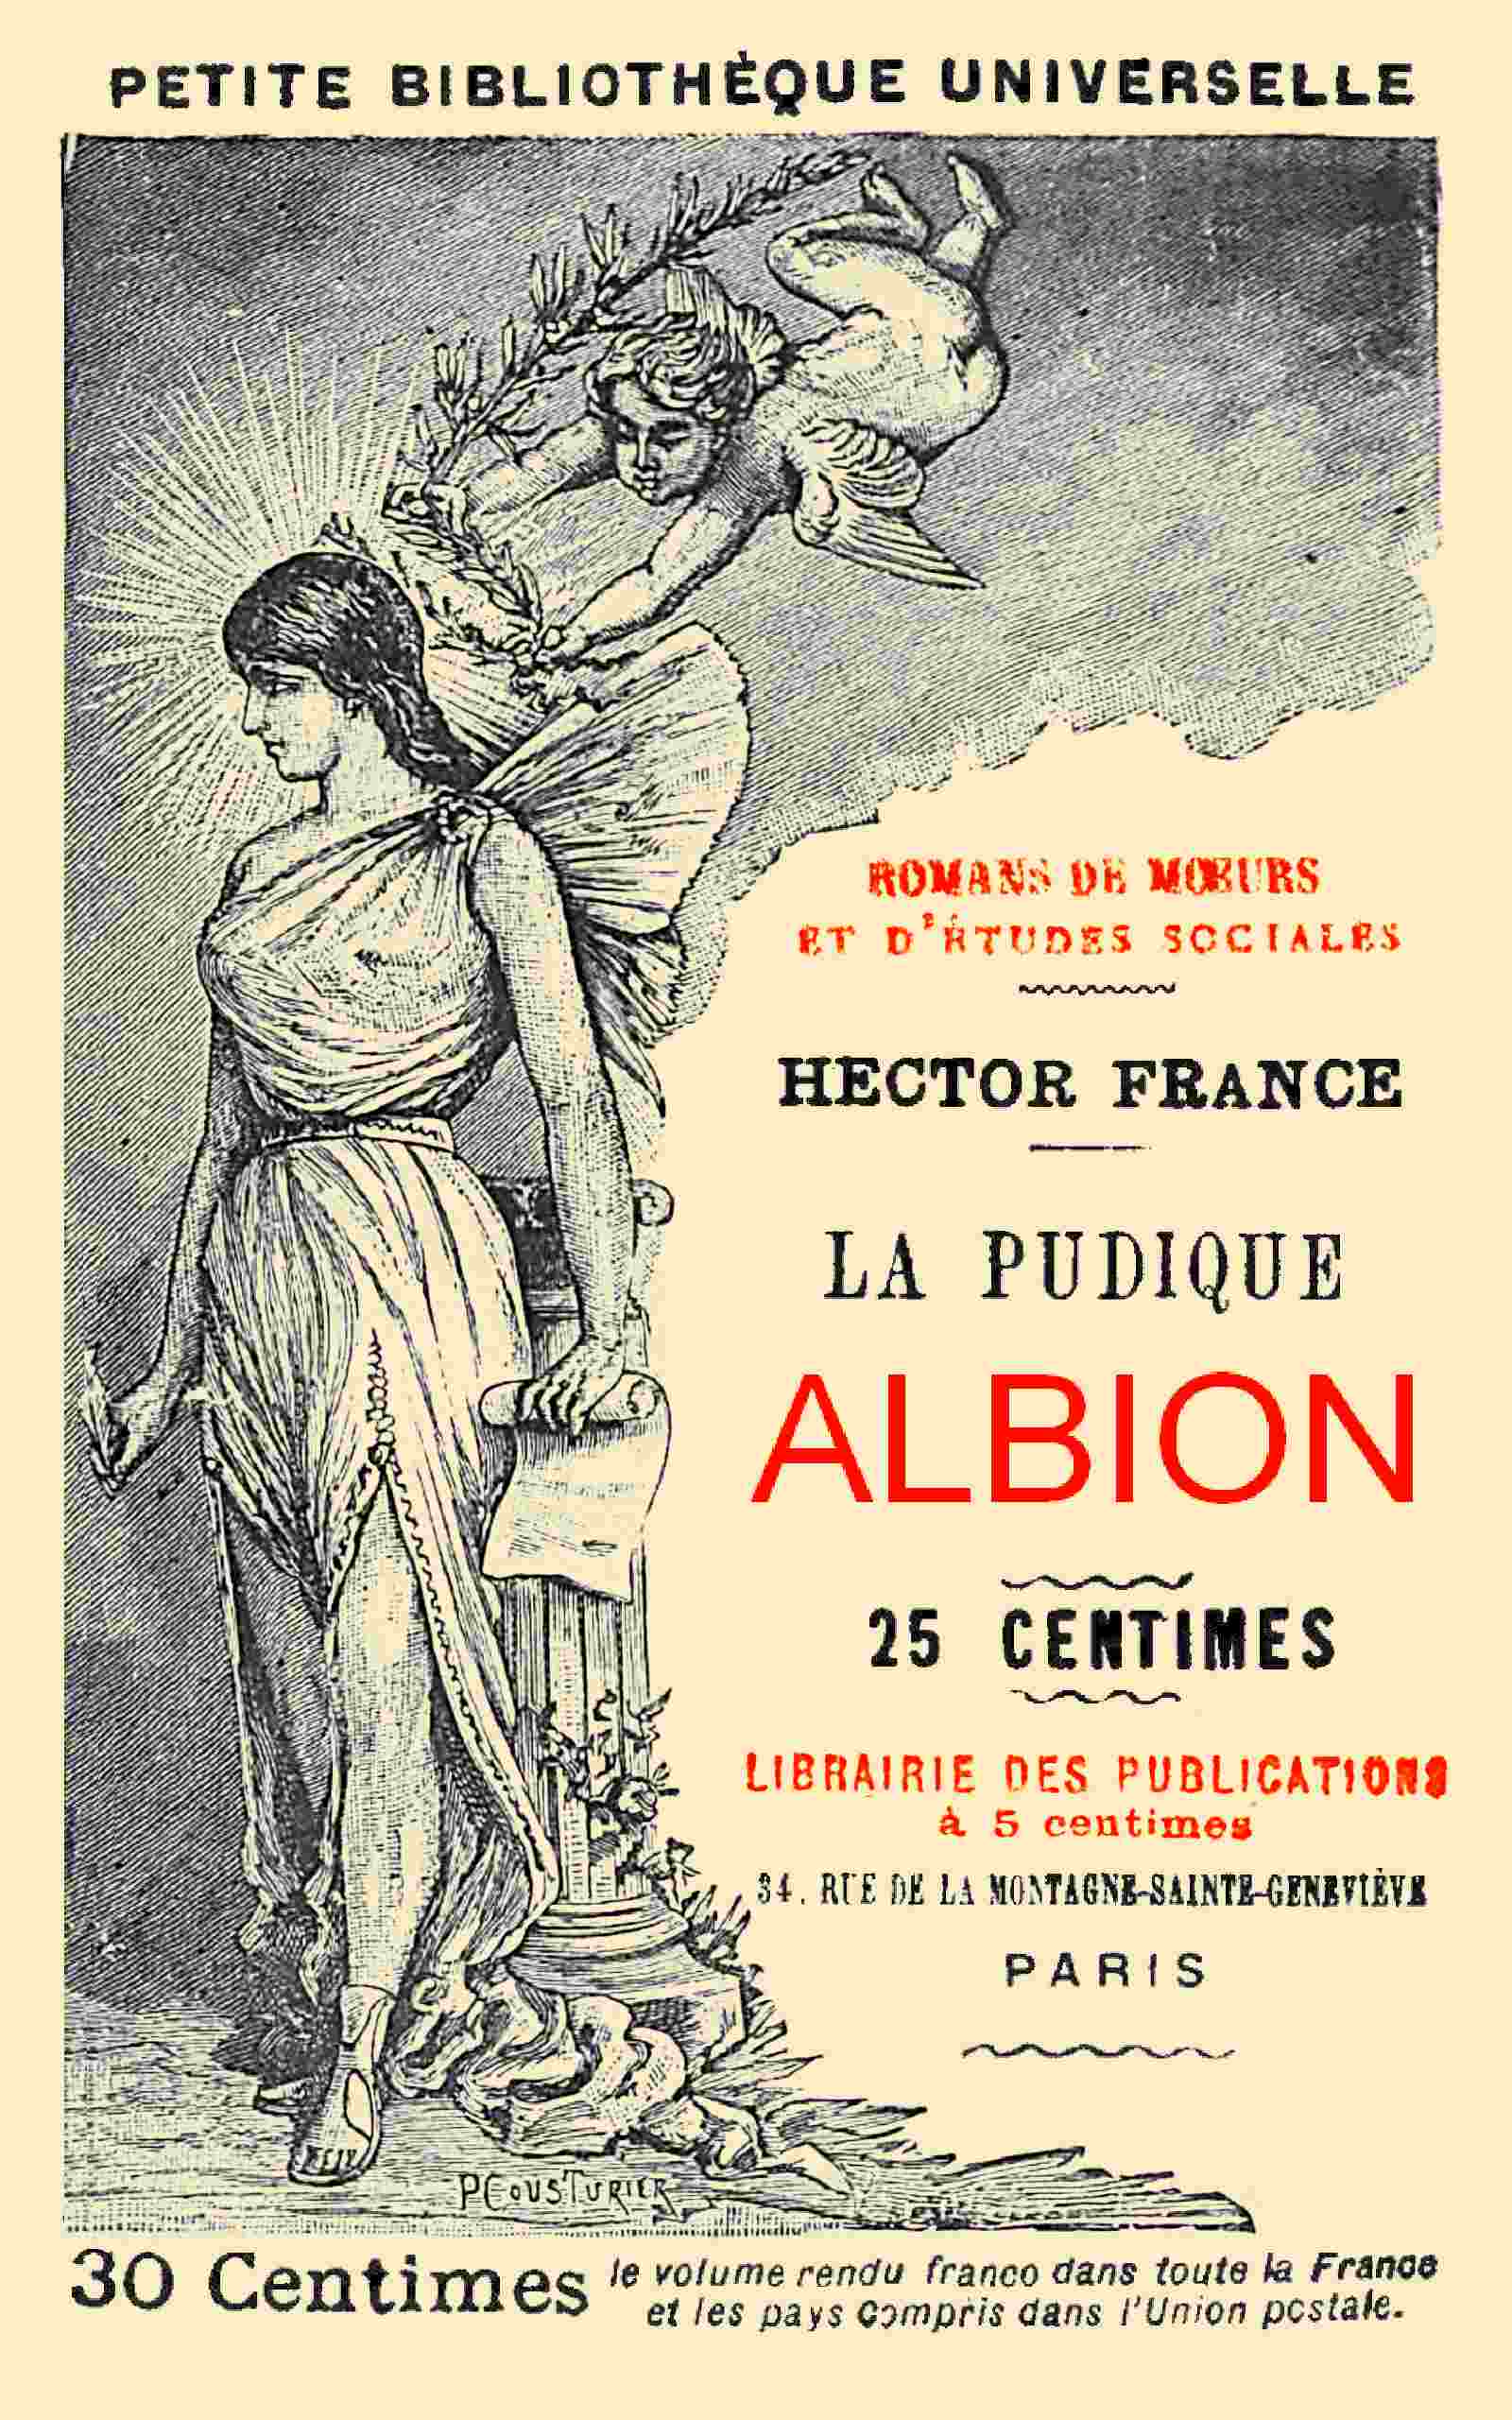 PETITE BIBLIOTHÈQUE UNIVERSELLE
ROMANS DE MŒURS
ET D'ÉTUDES SOCIALES
HECTOR FRANCE
LA PUDIQUE
ALBION
25 CENTIMES
LIBRAIRIE DES PUBLICATIONS
à 5 centimes
34, RUE DE LA MONTAGNE-SAINTE-GENEVIÈVE
PARIS
P COUSTURIER
30 Centimes le volume rendu franco dans toute la France
et les pays compris dans l'Union postale.